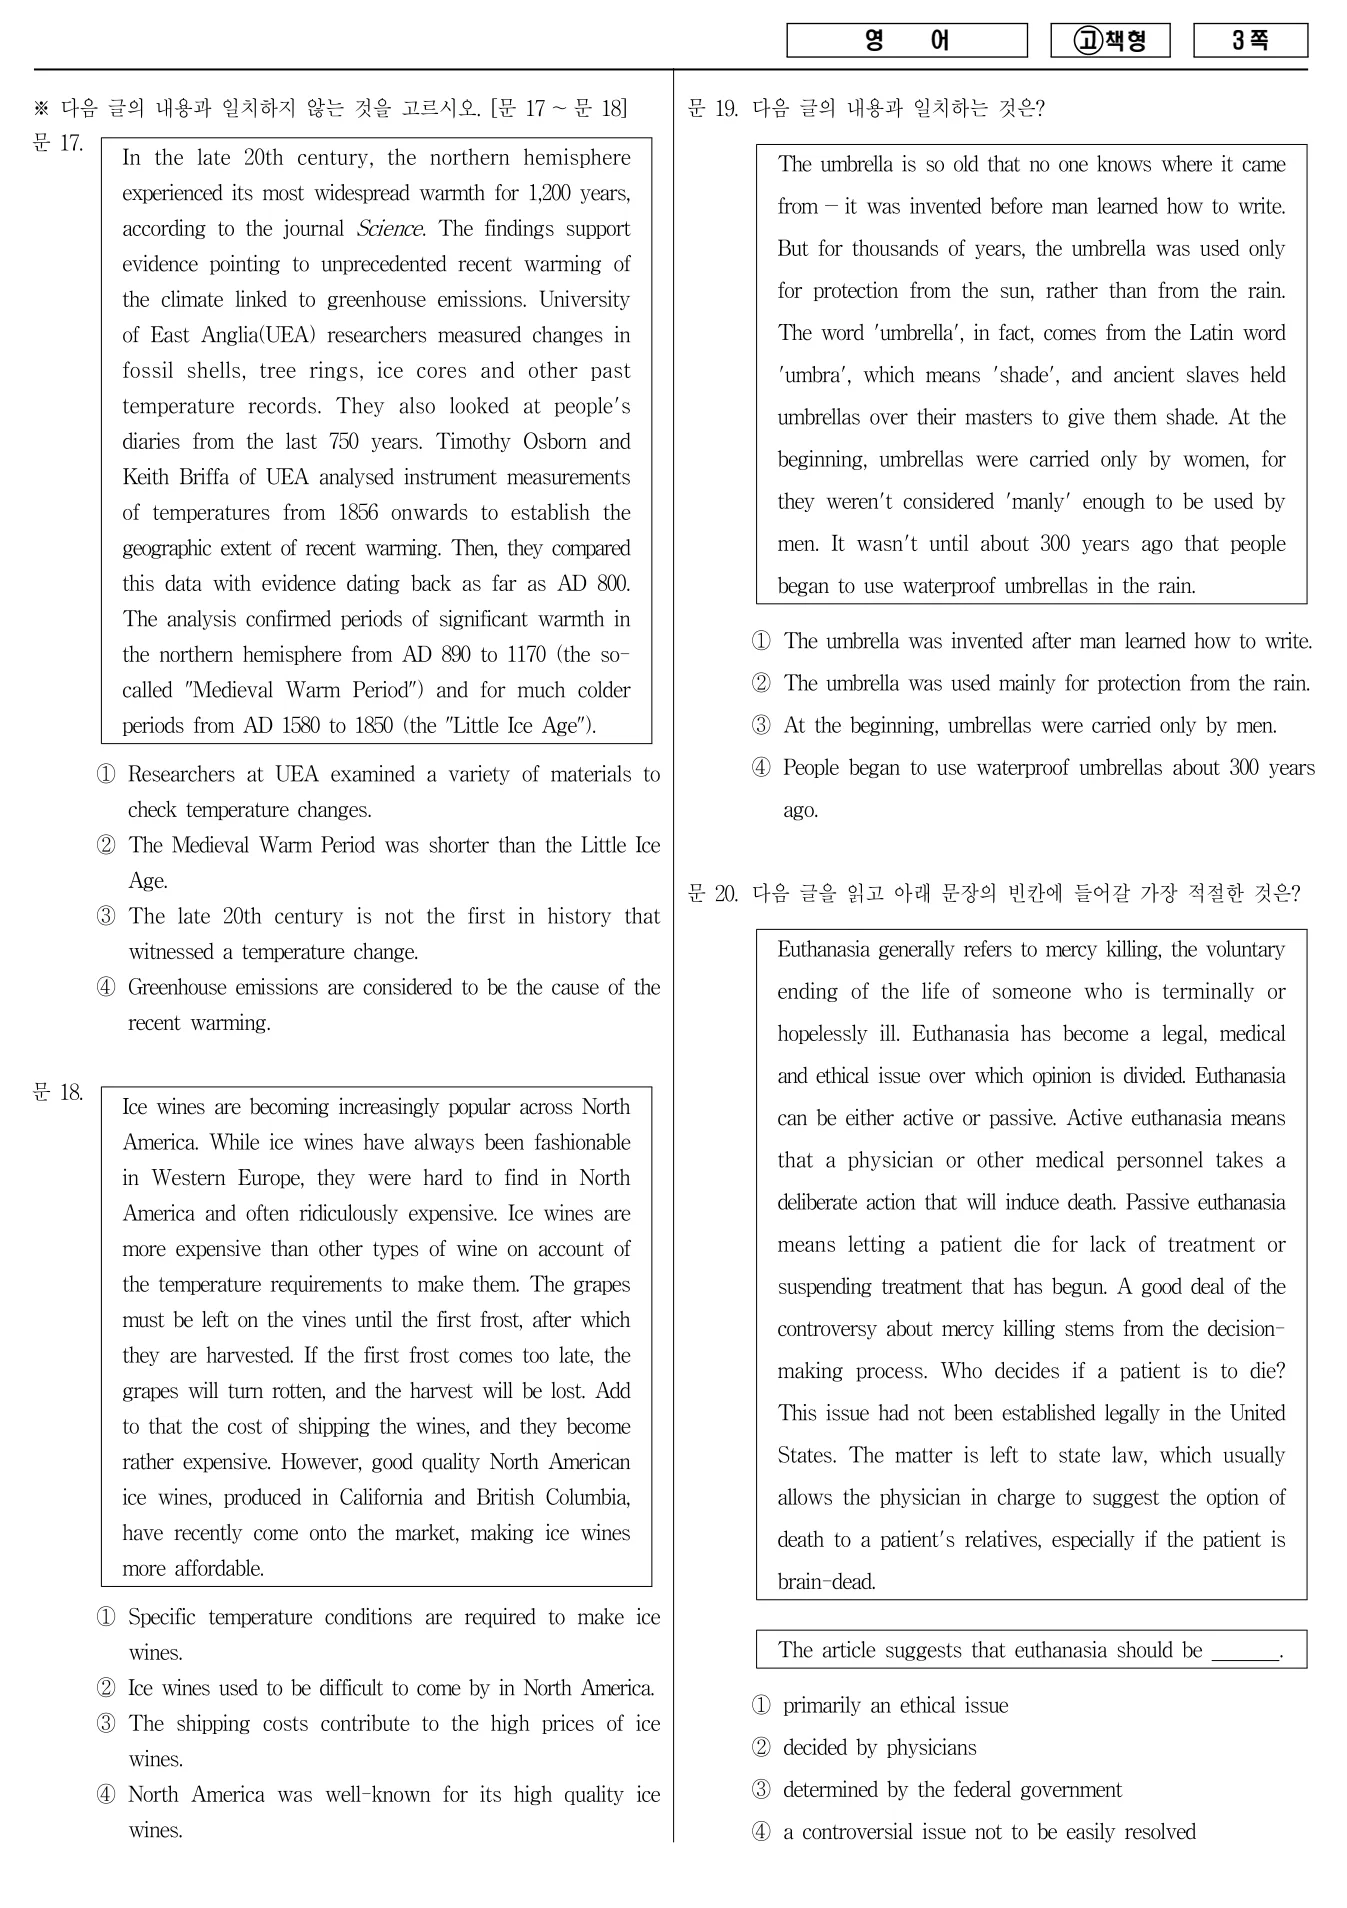 영 어
고책형
3 쪽
※ 다음 글의 내용과 일치하지 않는 것을 고르시오. [문 17 ~ 문 18]
문 17.
In the late 20th century, the northern hemisphere
experienced its most widespread warmth for 1,200 years,
according to the journal Science. The findings support
evidence pointing to unprecedented recent warming of
the climate linked to greenhouse emissions. University
of East Anglia(UEA) researchers measured changes in
fossil shells, tree rings, ice cores and other past
temperature records. They also looked at people's
diaries from the last 750 years. Timothy Osborn and
Keith Briffa of UEA analysed instrument measurements
of temperatures from 1856 onwards to establish the
geographic extent of recent warming. Then, they compared
this data with evidence dating back as far as AD 800.
The analysis confirmed periods of significant warmth in
the northern hemisphere from AD 890 to 1170 (the so-
called "Medieval Warm Period") and for much colder
periods from AD 1580 to 1850 (the "Little Ice Age").
① Researchers at UEA examined a variety of materials to
check temperature changes.
② The Medieval Warm Period was shorter than the Little Ice
Age.
③ The late 20th century is not the first in history that
witnessed a temperature change.
④ Greenhouse emissions are considered to be the cause of the
recent warming.
문 18.
Ice wines are becoming increasingly popular across North
America. While ice wines have always been fashionable
in Western Europe, they were hard to find in North
America and often ridiculously expensive. Ice wines are
more expensive than other types of wine on account of
the temperature requirements to make them. The grapes
must be left on the vines until the first frost, after which
they are harvested. If the first frost comes too late, the
grapes will turn rotten, and the harvest will be lost. Add
to that the cost of shipping the wines, and they become
rather expensive. However, good quality North American
ice wines, produced in California and British Columbia,
have recently come onto the market, making ice wines
more affordable.
① Specific temperature conditions are required to make ice
wines.
② Ice wines used to be difficult to come by in North America.
③ The shipping costs contribute to the high prices of ice
wines.
④ North America was well-known for its high quality ice
wines.
문 19. 다음 글의 내용과 일치하는 것은?
The umbrella is so old that no one knows where it came
from – it was invented before man learned how to write.
But for thousands of years, the umbrella was used only
for protection from the sun, rather than from the rain.
The word 'umbrella', in fact, comes from the Latin word
'umbra', which means 'shade', and ancient slaves held
umbrellas over their masters to give them shade. At the
beginning, umbrellas were carried only by women, for
they weren't considered 'manly' enough to be used by
men. It wasn't until about 300 years ago that people
began to use waterproof umbrellas in the rain.
① The umbrella was invented after man learned how to write.
② The umbrella was used mainly for protection from the rain.
③ At the beginning, umbrellas were carried only by men.
④ People began to use waterproof umbrellas about 300 years
ago.
문 20. 다음 글을 읽고 아래 문장의 빈칸에 들어갈 가장 적절한 것은?
Euthanasia generally refers to mercy killing, the voluntary
ending of the life of someone who is terminally or
hopelessly ill. Euthanasia has become a legal, medical
and ethical issue over which opinion is divided. Euthanasia
can be either active or passive. Active euthanasia means
that a physician or other medical personnel takes a
deliberate action that will induce death. Passive euthanasia
means letting a patient die for lack of treatment or
suspending treatment that has begun. A good deal of the
controversy about mercy killing stems from the decision-
making process. Who decides if a patient is to die?
This issue had not been established legally in the United
States. The matter is left to state law, which usually
allows the physician in charge to suggest the option of
death to a patient's relatives, especially if the patient is
brain-dead.
The article suggests that euthanasia should be ______.
① primarily an ethical issue
② decided by physicians
③ determined by the federal government
④ a controversial issue not to be easily resolved